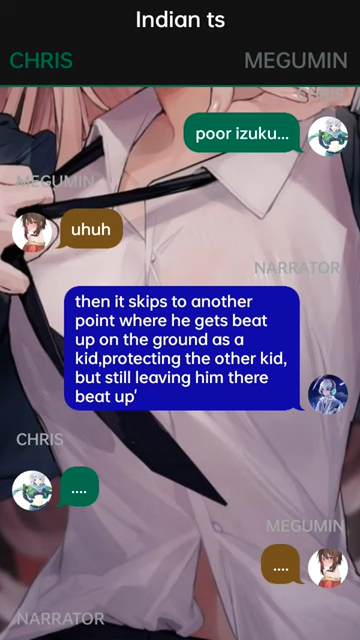 Indian ts
CHRIS
MEGUMIN
CHRIS
poor izuku...
MEGUMIN
uhuh
NARRATOR
then it skips to another
point where he gets beat
up on the ground as a
kid,protecting the other kid,
but still leaving him there
beat up'
CHRIS
....
MEGUMIN
....
NARRATOR